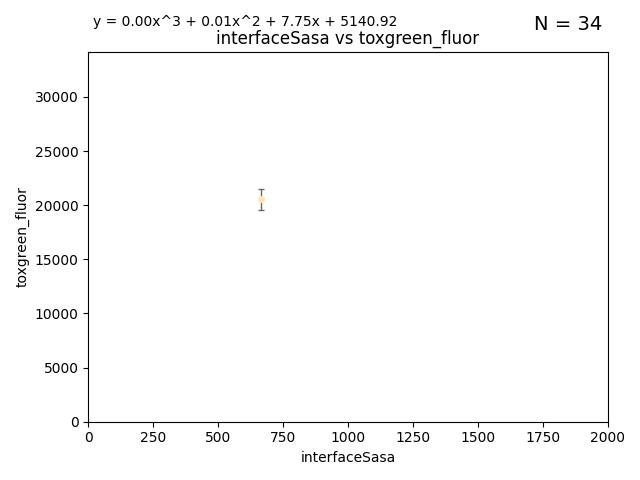 y = 0.00x^3 + 0.01x^2 + 7.75x + 5140.92
N = 34
interfaceSasa vs toxgreen_fluor
30000
25000
20000
15000
10000
5000
0
toxgreen_fluor
0 250 500 750 1000 1250 1500 1750 2000
interfaceSasa